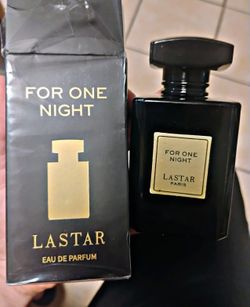 FOR ONE
NIGHT
LASTAR
EAU DE PARFUM
FOR ONE
NIGHT
LASTAR
PARIS